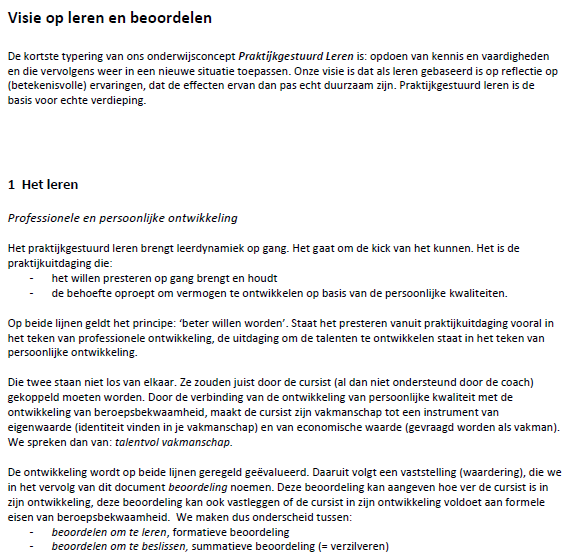 Visie op leren en beoordelen
De kortste typering van ons onderwijsconcept Praktijkgestuurd Leren is: opdoen van kennis en vaardigheden
en die vervolgens weer in een nieuwe situatie toepassen. Onze visie is dat als leren gebaseerd is op reflectie op
(betekenisvolle) ervaringen, dat de effecten ervan dan pas echt duurzaam zijn. Praktijkgestuurd leren is de
basis voor echte verdieping.
1 Het leren
Professionele en persoonlijke ontwikkeling
Het praktijkgestuurd leren brengt leerdynamiek op gang. Het gaat om de kick van het kunnen. Het is de
praktijkuitdaging die:
- het willen presteren op gang brengt en houdt
- de behoefte oproept om vermogen te ontwikkelen op basis van de persoonlijke kwaliteiten.
Op beide lijnen geldt het principe: ‘beter willen worden’. Staat het presteren vanuit praktijkuitdaging vooral in
het teken van professionele ontwikkeling, de uitdaging om de talenten te ontwikkelen staat in het teken van
persoonlijke ontwikkeling.
Die twee staan niet los van elkaar. Ze zouden juist door de cursist (al dan niet ondersteund door de coach)
gekoppeld moeten worden. Door de verbinding van de ontwikkeling van persoonlijke kwaliteit met de
ontwikkeling van beroepsbekwaamheid, maakt de cursist zijn vakmanschap tot een instrument van
eigenwaarde (identiteit vinden in je vakmanschap) en van economische waarde (gevraagd worden als vakman).
We spreken dan van: talentvol vakmanschap.
De ontwikkeling wordt op beide lijnen geregeld geëvalueerd. Daaruit volgt een vaststelling (waardering), die we
in het vervolg van dit document beoordeling noemen. Deze beoordeling kan aangeven hoe ver de cursist is in
zijn ontwikkeling, deze beoordeling kan ook vastleggen of de cursist in zijn ontwikkeling voldoet aan formele
eisen van beroepsbekwaamheid. We maken dus onderscheid tussen:
- beoordelen om te leren, formatieve beoordeling
- beoordelen om te beslissen, summatieve beoordeling (= verzilveren)